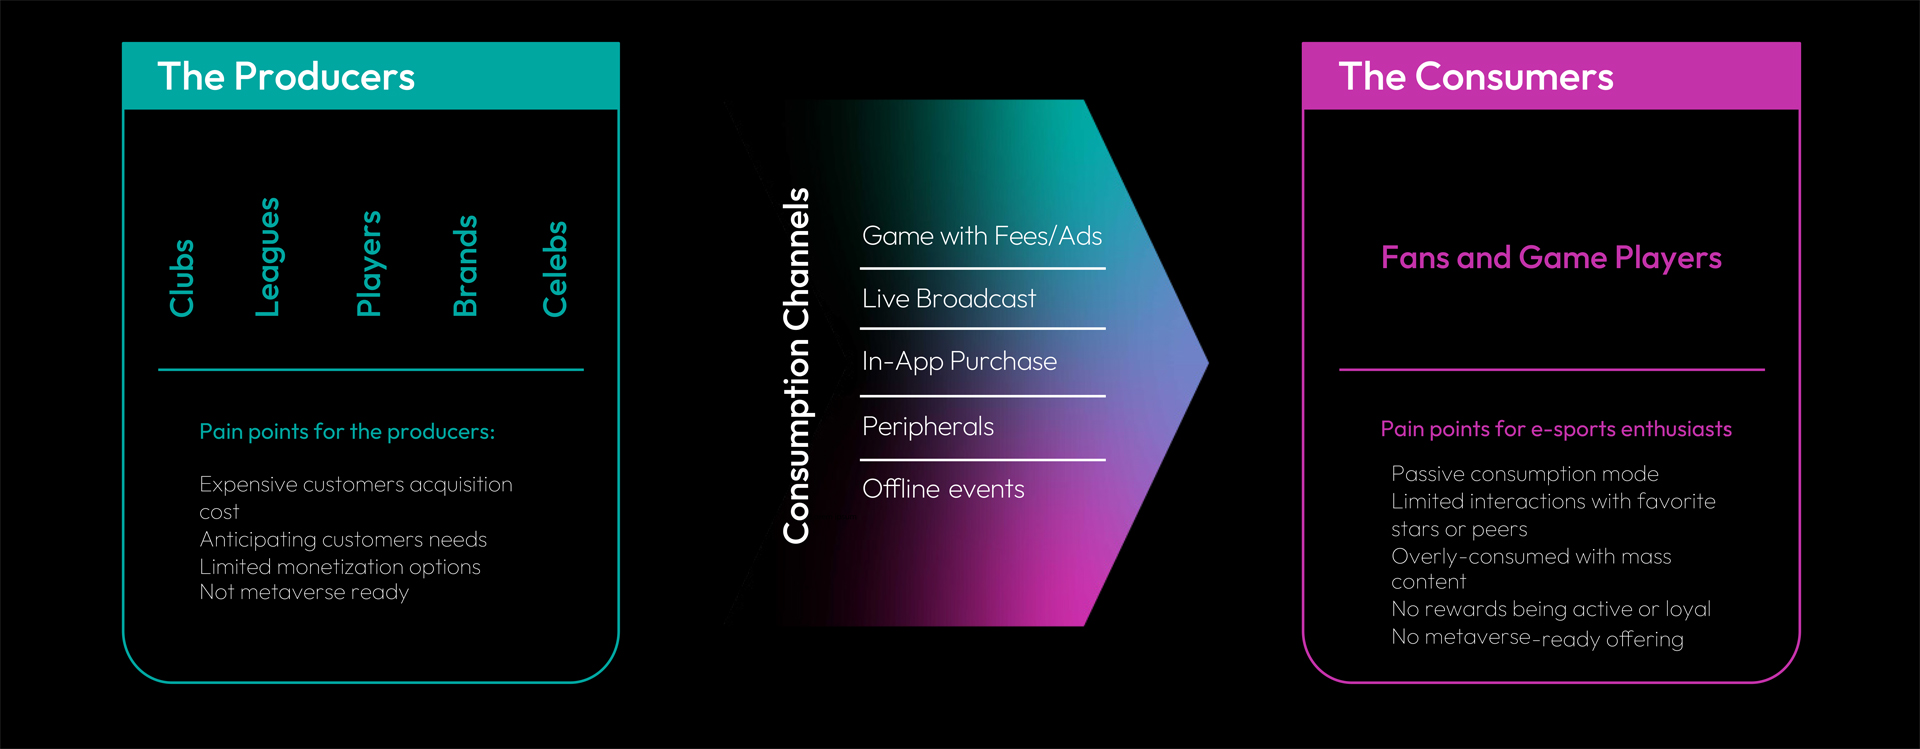 The Producers
Clubs
Leagues
Players
Brands
Celebs
Pain points for the producers:
Expensive customers acquisition
cost
Anticipating customers needs
Limited monetization options
Not metaverse ready
Consumption Channels
Game with Fees/Ads
Live Broadcast
In-App Purchase
Peripherals
Offline events
The Consumers
Fans and Game Players
Pain points for e-sports enthusiasts
Passive consumption mode
Limited interactions with favorite
stars or peers
Overly-consumed with mass
content
No rewards being active or loyal
No metaverse-ready offering